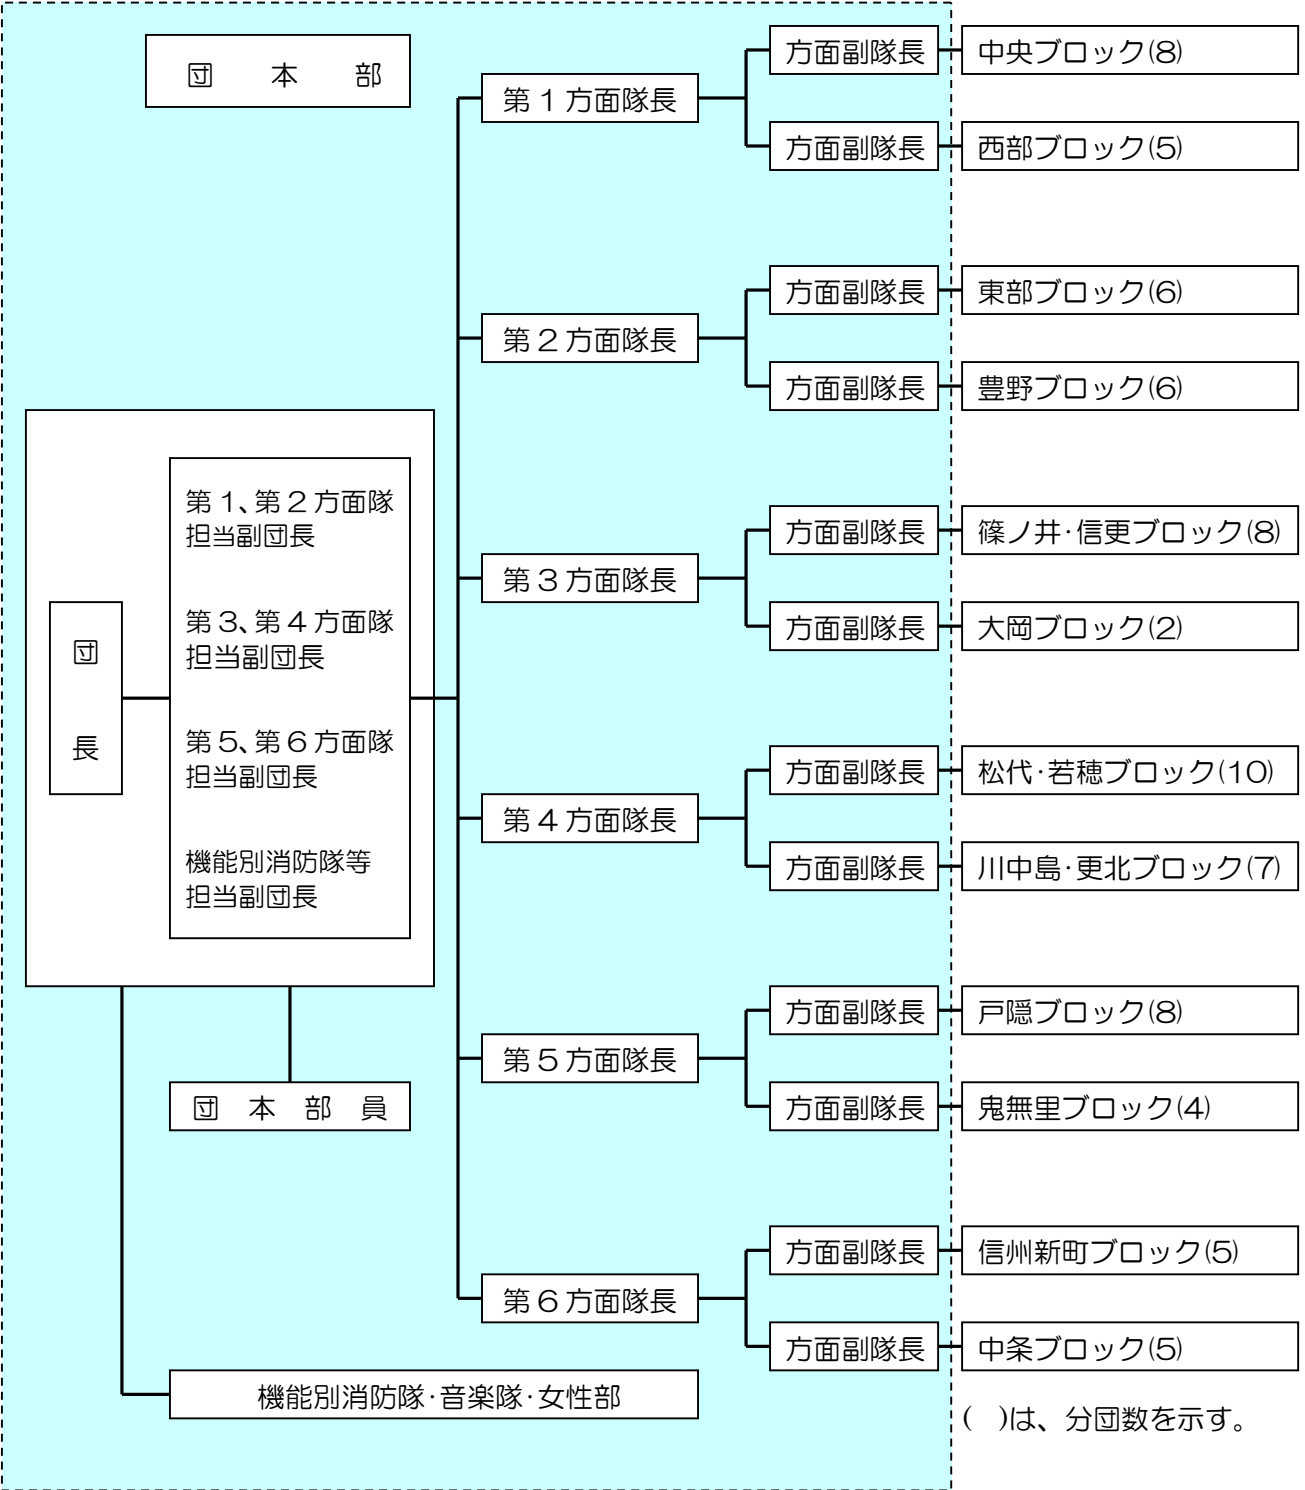 団本部
団長
第1、第2方面隊
担当副団長
第3、第4方面隊
担当副団長
第5、第6方面隊
担当副団長
機能別消防隊等
担当副団長
団本部員
機能別消防隊・音楽隊・女性部
第1方面隊長
方面副隊長
中央ブロック(8)
方面副隊長
西部ブロック(5)
第2方面隊長
方面副隊長
東部ブロック(6)
方面副隊長
豊野ブロック(6)
第3方面隊長
方面副隊長
篠ノ井・信更ブロック(8)
方面副隊長
大岡ブロック(2)
第4方面隊長
方面副隊長
松代・若穂ブロック(10)
方面副隊長
川中島・更北ブロック(7)
第5方面隊長
方面副隊長
戸隠ブロック(8)
方面副隊長
鬼無里ブロック(4)
第6方面隊長
方面副隊長
信州新町ブロック(5)
方面副隊長
中条ブロック(5)
(　)は、分団数を示す。